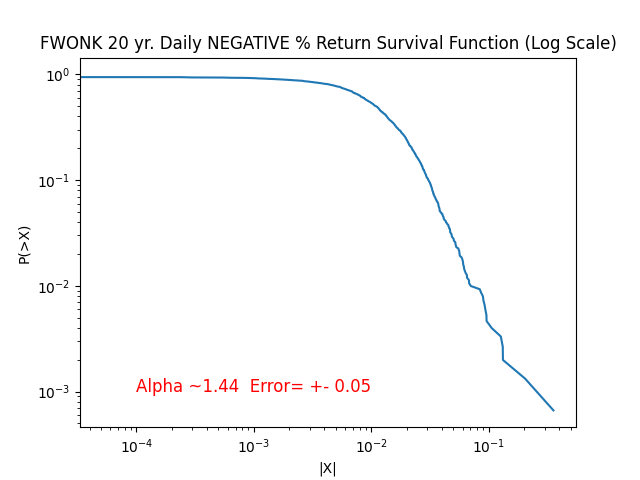 FWONK 20 yr. Daily NEGATIVE % Return Survival Function (Log Scale)
10⁰
10⁻¹
10⁻²
10⁻³
P(>X)
Alpha ~1.44  Error= +- 0.05
10⁻⁴ 10⁻³ 10⁻² 10⁻¹
|X|